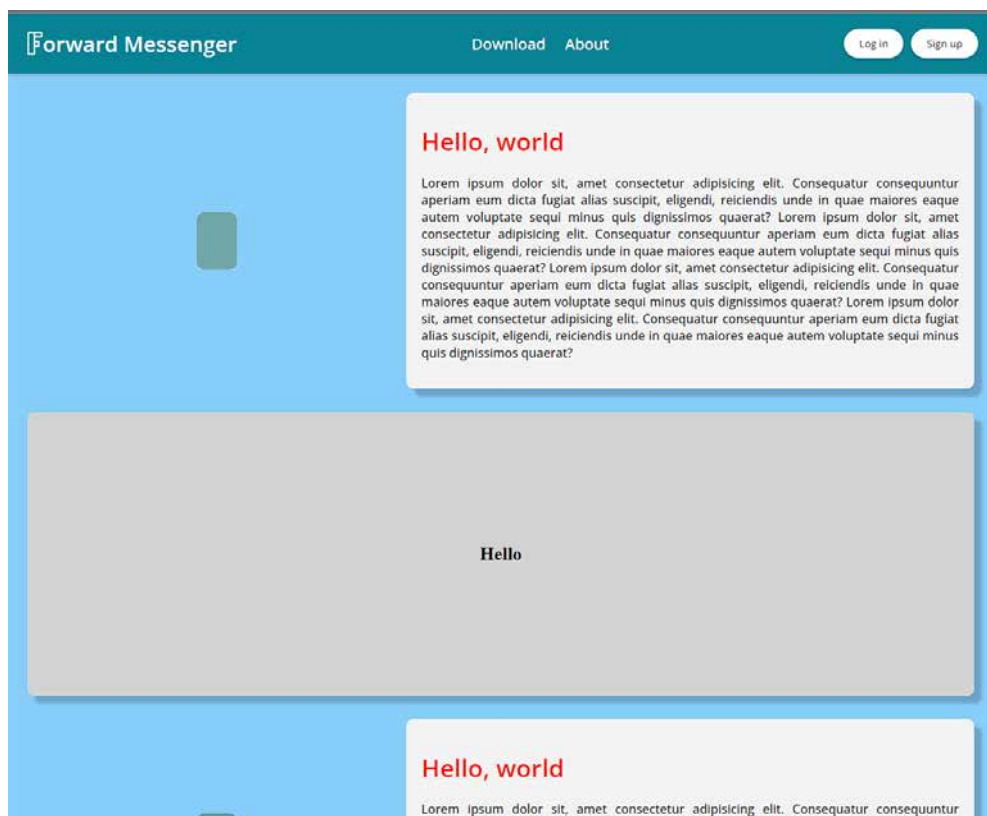 Forward Messenger
Download About
Log in Sign up
Hello, world
Lorem ipsum dolor sit, amet consectetur adipisicing elit. Consequatur consequuntur
aperiam eum dicta fugiat alias suscipit, eligendi, reiciendis unde in quae maiores eaque
autem voluptate sequi minus quis dignissimos quaerat? Lorem ipsum dolor sit, amet
consectetur adipisicing elit. Consequatur consequuntur aperiam eum dicta fugiat alias
suscipit, eligendi, reiciendis unde in quae maiores eaque autem voluptate sequi minus quis
dignissimos quaerat? Lorem ipsum dolor sit, amet consectetur adipisicing elit. Consequatur
consequuntur aperiam eum dicta fugiat alias suscipit, eligendi, reiciendis unde in quae
maiores eaque autem voluptate sequi minus quis dignissimos quaerat? Lorem ipsum dolor
sit, amet consectetur adipisicing elit. Consequatur consequuntur aperiam eum dicta fugiat
alias suscipit, eligendi, reiciendis unde in quae maiores eaque autem voluptate sequi minus
quis dignissimos quaerat?
Hello
Hello, world
Lorem ipsum dolor sit, amet consectetur adipisicing elit. Consequatur consequuntur